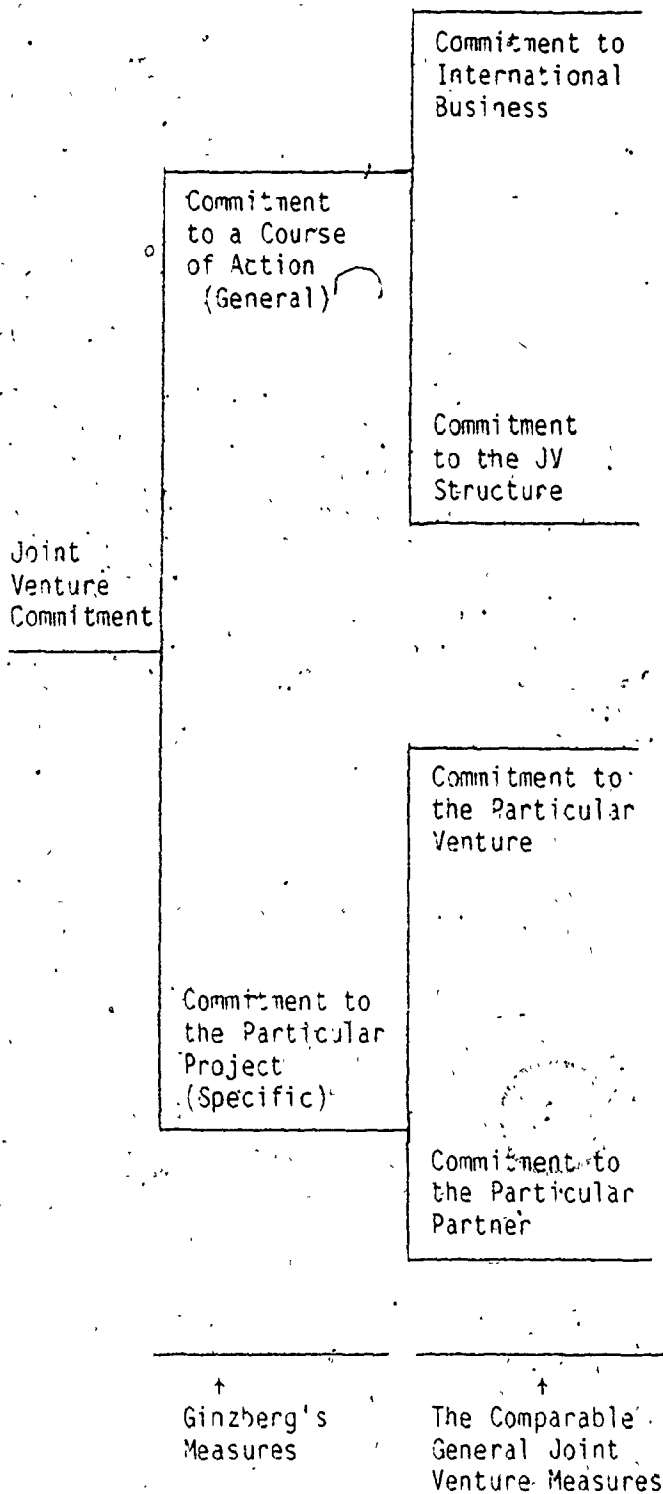 Commitment to
International
Business
Commitment
to a Course
of Action
(General)
Commitment
to the JV
Structure
Joint
Venture
Commitment
Commitment to
the Particular
Venture
Commitment to
the Particular
Project
(Specific)
Commitment to
the Particular
Partner
↑
Ginzberg's
Measures
↑
The Comparable
General Joint
Venture Measures